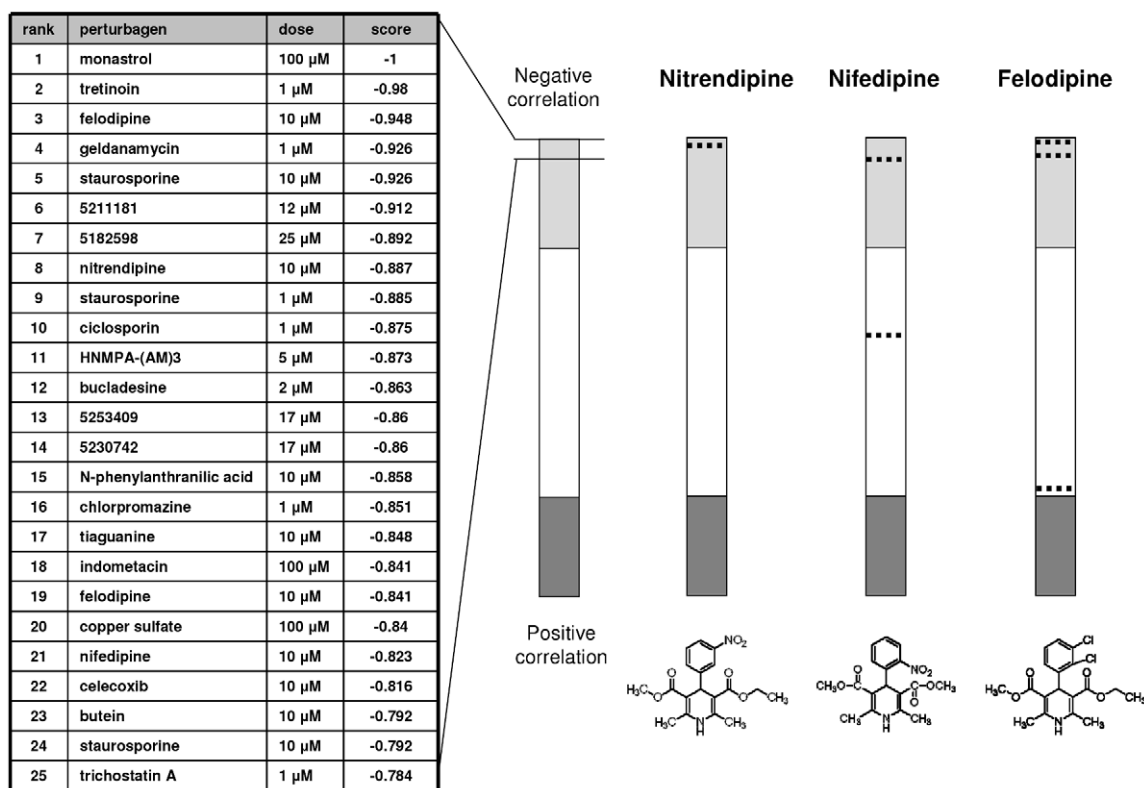 rank perturbagen dose score
1 monastrol 100 µM -1
2 tretinoin 1 µM -0.98
3 felodipine 10 µM -0.948
4 geldanamycin 1 µM -0.926
5 staurosporine 10 µM -0.926
6 5211181 12 µM -0.912
7 5182598 25 µM -0.892
8 nitrendipine 10 µM -0.887
9 staurosporine 1 µM -0.885
10 ciclosporin 1 µM -0.875
11 HNMPA-(AM)3 5 µM -0.873
12 bucladesine 2 µM -0.863
13 5253409 17 µM -0.86
14 5230742 17 µM -0.86
15 N-phenylanthranilic acid 10 µM -0.858
16 chlorpromazine 1 µM -0.851
17 tiaguanine 10 µM -0.848
18 indometacin 100 µM -0.841
19 felodipine 10 µM -0.841
20 copper sulfate 100 µM -0.84
21 nifedipine 10 µM -0.823
22 celecoxib 10 µM -0.816
23 butein 10 µM -0.792
24 staurosporine 10 µM -0.792
25 trichostatin A 1 µM -0.784
Negative
correlation
Nitrendipine Nifedipine Felodipine
Positive
correlation
NO₂
O O
H₃C O O CH₃
H₃C N CH₃
H
NO₂
O
CH₃O-C C-OCH₃
O
CH₃ N CH₃
H
Cl
Cl
O O
H₃C O O CH₃
H₃C N CH₃
H